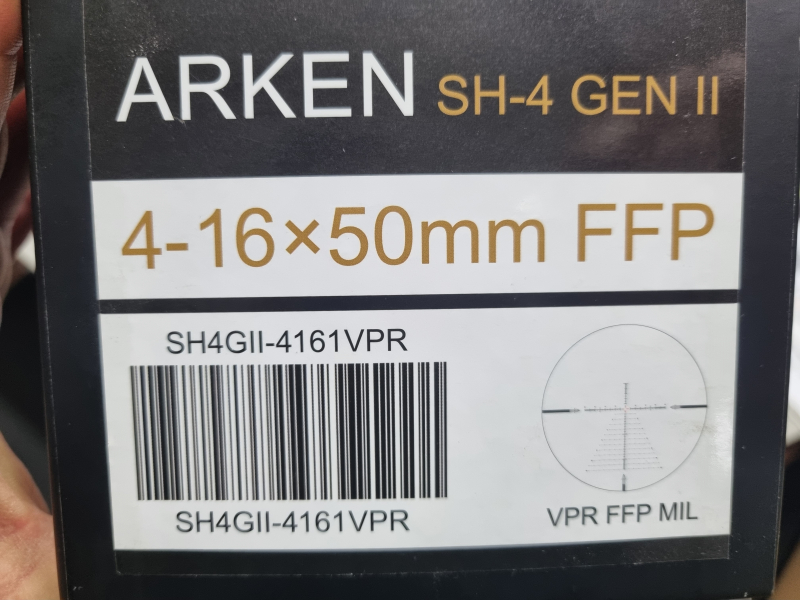 ARKEN SH-4 GEN II
4-16×50mm FFP
SH4GII-4161VPR
SH4GII-4161VPR
VPR FFP MIL